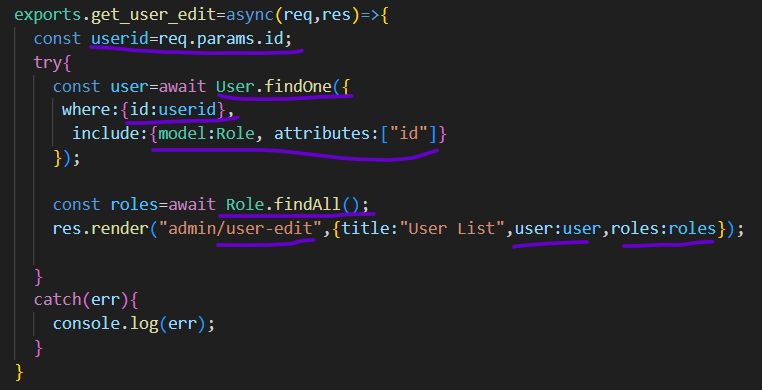 exports.get_user_edit=async(req,res)=>{
const userid=req.params.id;
try{
const user=await User.findOne({
where:{id:userid},
include:{model:Role, attributes:["id"]}
});
const roles=await Role.findAll();
res.render("admin/user-edit",{title:"User List",user:user,roles:roles});
}
catch(err){
console.log(err);
}
}